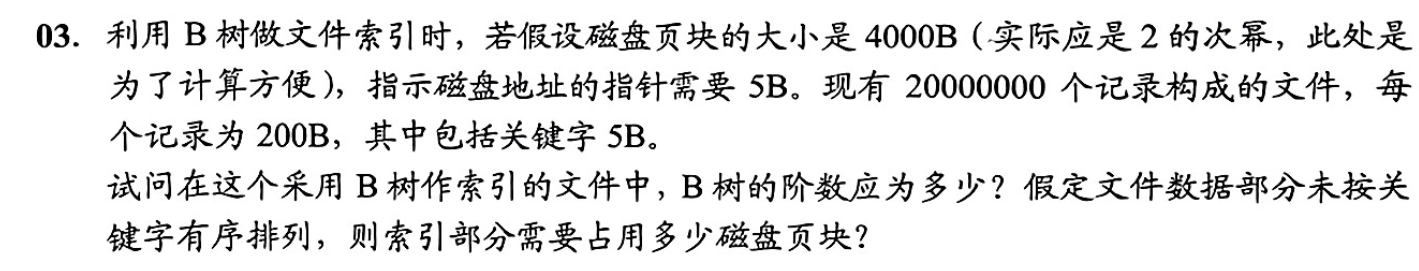 03. 利用 B 树做文件索引时，若假设磁盘页块的大小是 4000B（实际应是 2 的次幂，此处是
为了计算方便），指示磁盘地址的指针需要 5B。现有 20000000 个记录构成的文件，每
个记录为 200B，其中包括关键字 5B。
试问在这个采用 B 树作索引的文件中，B 树的阶数应为多少？假定文件数据部分未按关
键字有序排列，则索引部分需要占用多少磁盘页块？